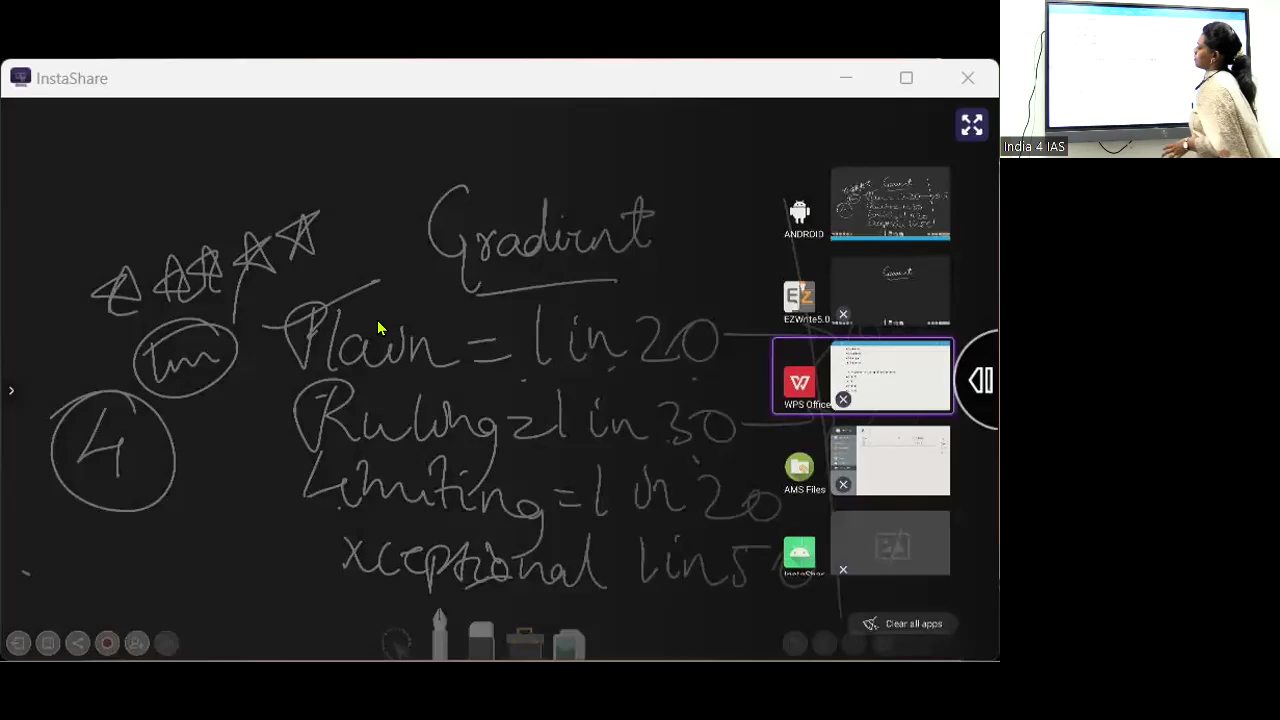 InstaShare
India 4 IAS
Gradient
Plain = 1 in 20
Ruling = 1 in 30
Limiting = 1 in 20
xceptional 1 in 5
4
ANDROID
EZWrite5.0
WPS Office
AMS Files
InstaShar
Clear all apps